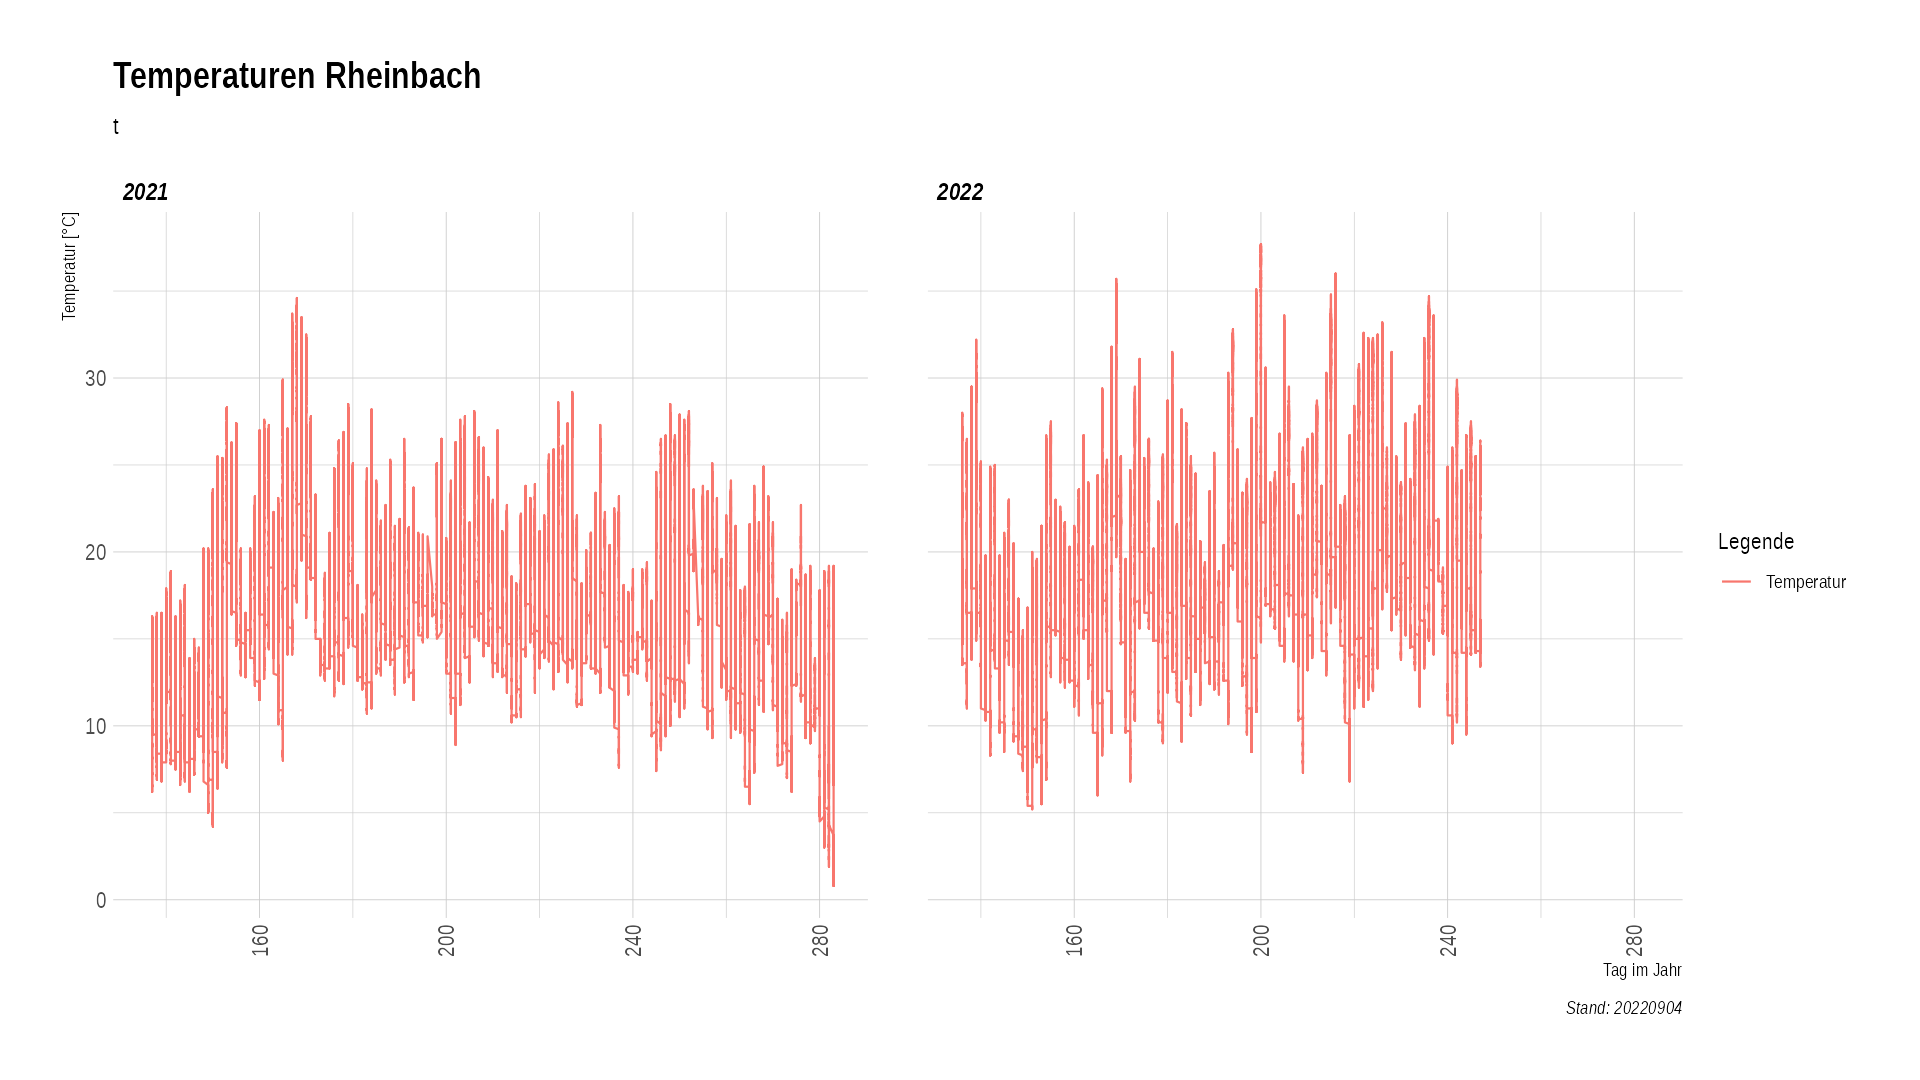 Temperaturen Rheinbach
t
2021
2022
Temperatur [°C]
30
20
10
0
160
200
240
280
160
200
240
280
Legende
Temperatur
Tag im Jahr
Stand: 20220904